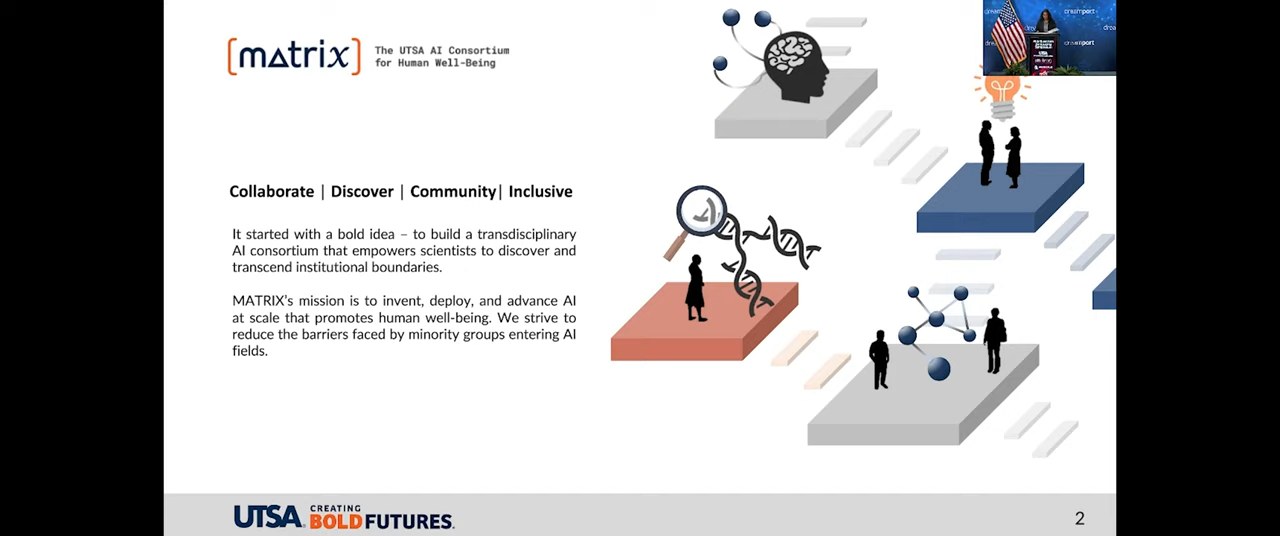 [matrix]
The UTSA AI Consortium
for Human Well-Being
dreamport
dreamport
Collaborate | Discover | Community| Inclusive
It started with a bold idea – to build a transdisciplinary
AI consortium that empowers scientists to discover and
transcend institutional boundaries.
MATRIX's mission is to invent, deploy, and advance AI
at scale that promotes human well-being. We strive to
reduce the barriers faced by minority groups entering AI
fields.
UTSA
CREATING
BOLD FUTURES.
2